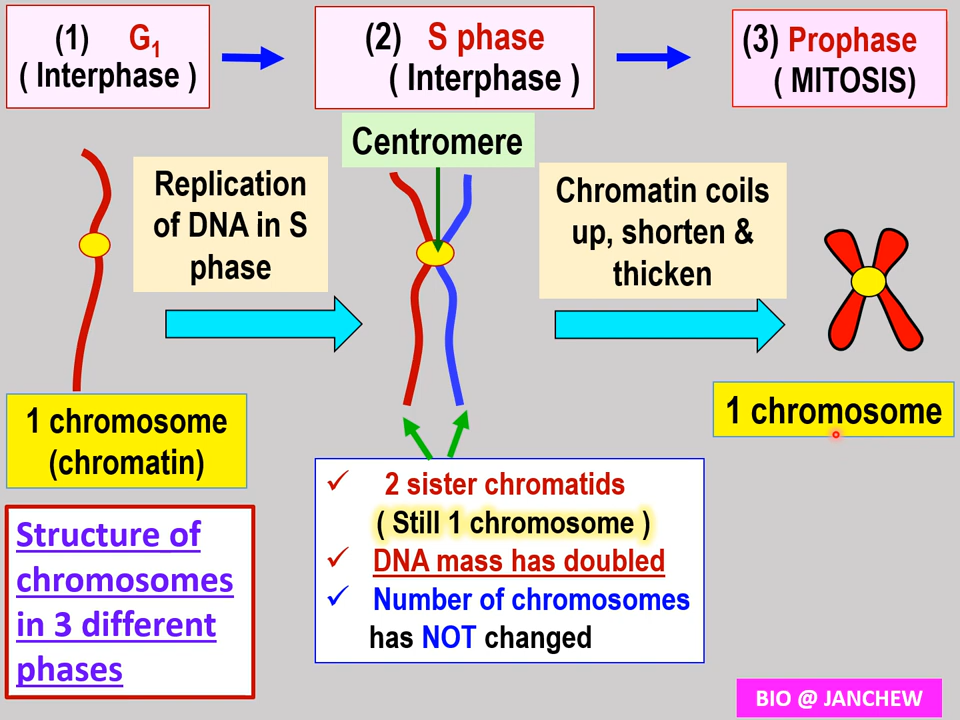 (1) G1
( Interphase )
(2) S phase
( Interphase )
(3) Prophase
( MITOSIS)
Centromere
Replication
of DNA in S
phase
Chromatin coils
up, shorten &
thicken
1 chromosome
(chromatin)
1 chromosome
✓ 2 sister chromatids
( Still 1 chromosome )
✓ DNA mass has doubled
✓ Number of chromosomes
has NOT changed
Structure of
chromosomes
in 3 different
phases
BIO @ JANCHEW